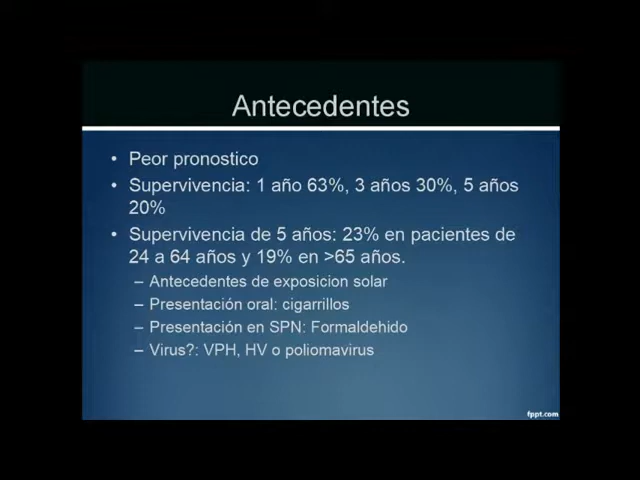 Antecedentes
• Peor pronostico
• Supervivencia: 1 año 63%, 3 años 30%, 5 años
20%
• Supervivencia de 5 años: 23% en pacientes de
24 a 64 años y 19% en >65 años.
– Antecedentes de exposicion solar
– Presentación oral: cigarrillos
– Presentación en SPN: Formaldehido
– Virus?: VPH, HV o poliomavirus
fppt.com